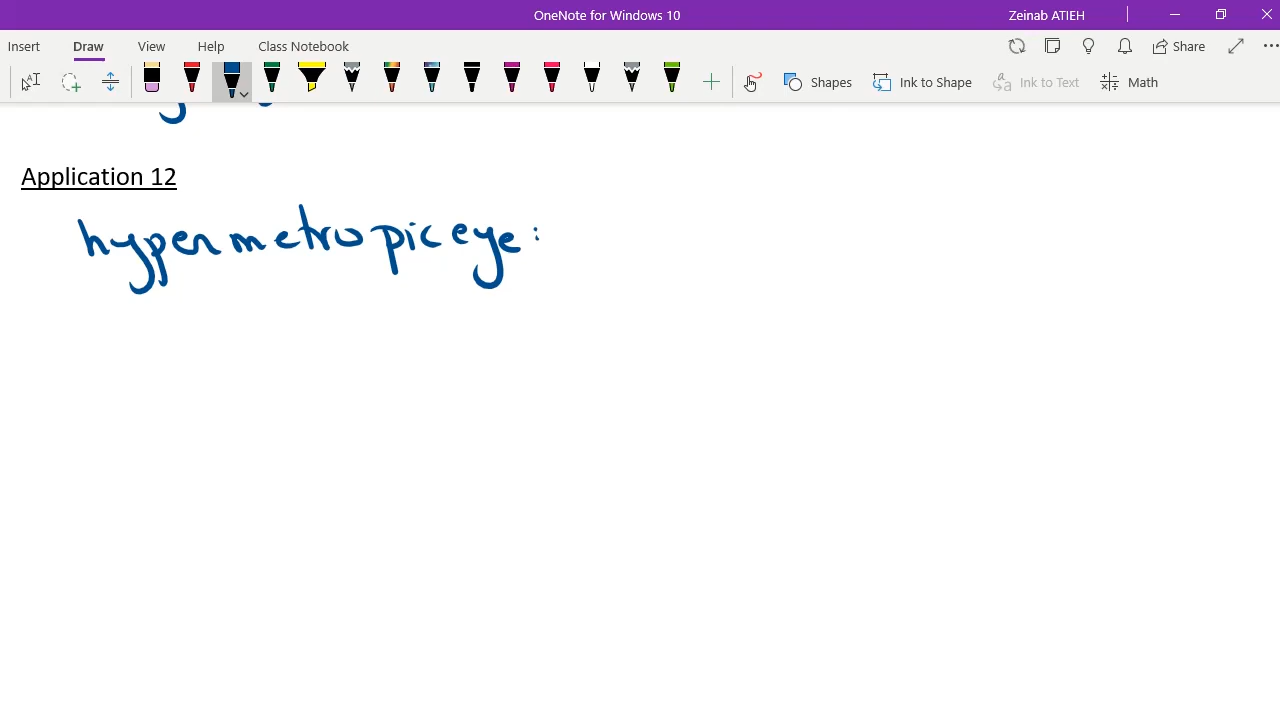 OneNote for Windows 10
Zeinab ATIEH
Insert Draw View Help Class Notebook Share
Shapes Ink to Shape Ink to Text Math
Application 12
hypermetropic eye: